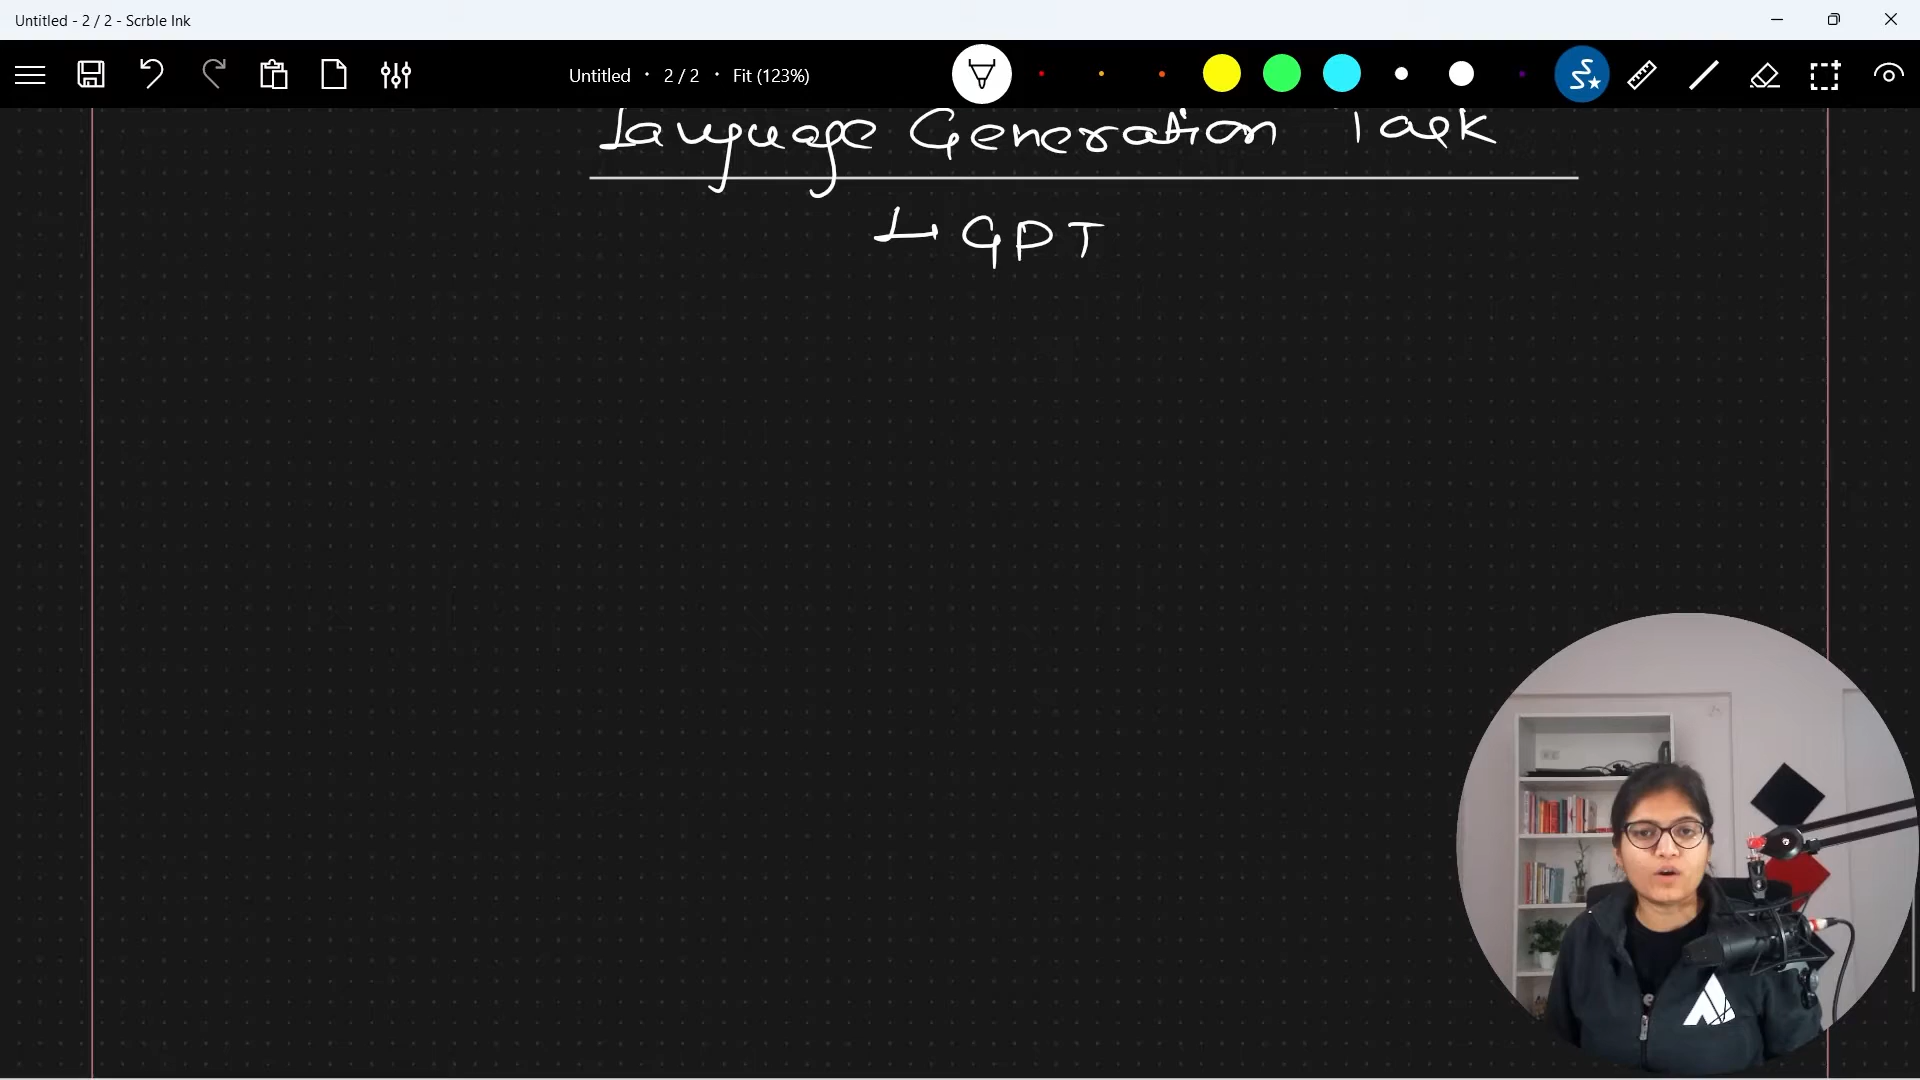 Untitled - 2 / 2 - Scrble Ink
Untitled • 2 / 2 • Fit (123%)
Language Generation Task
GPT